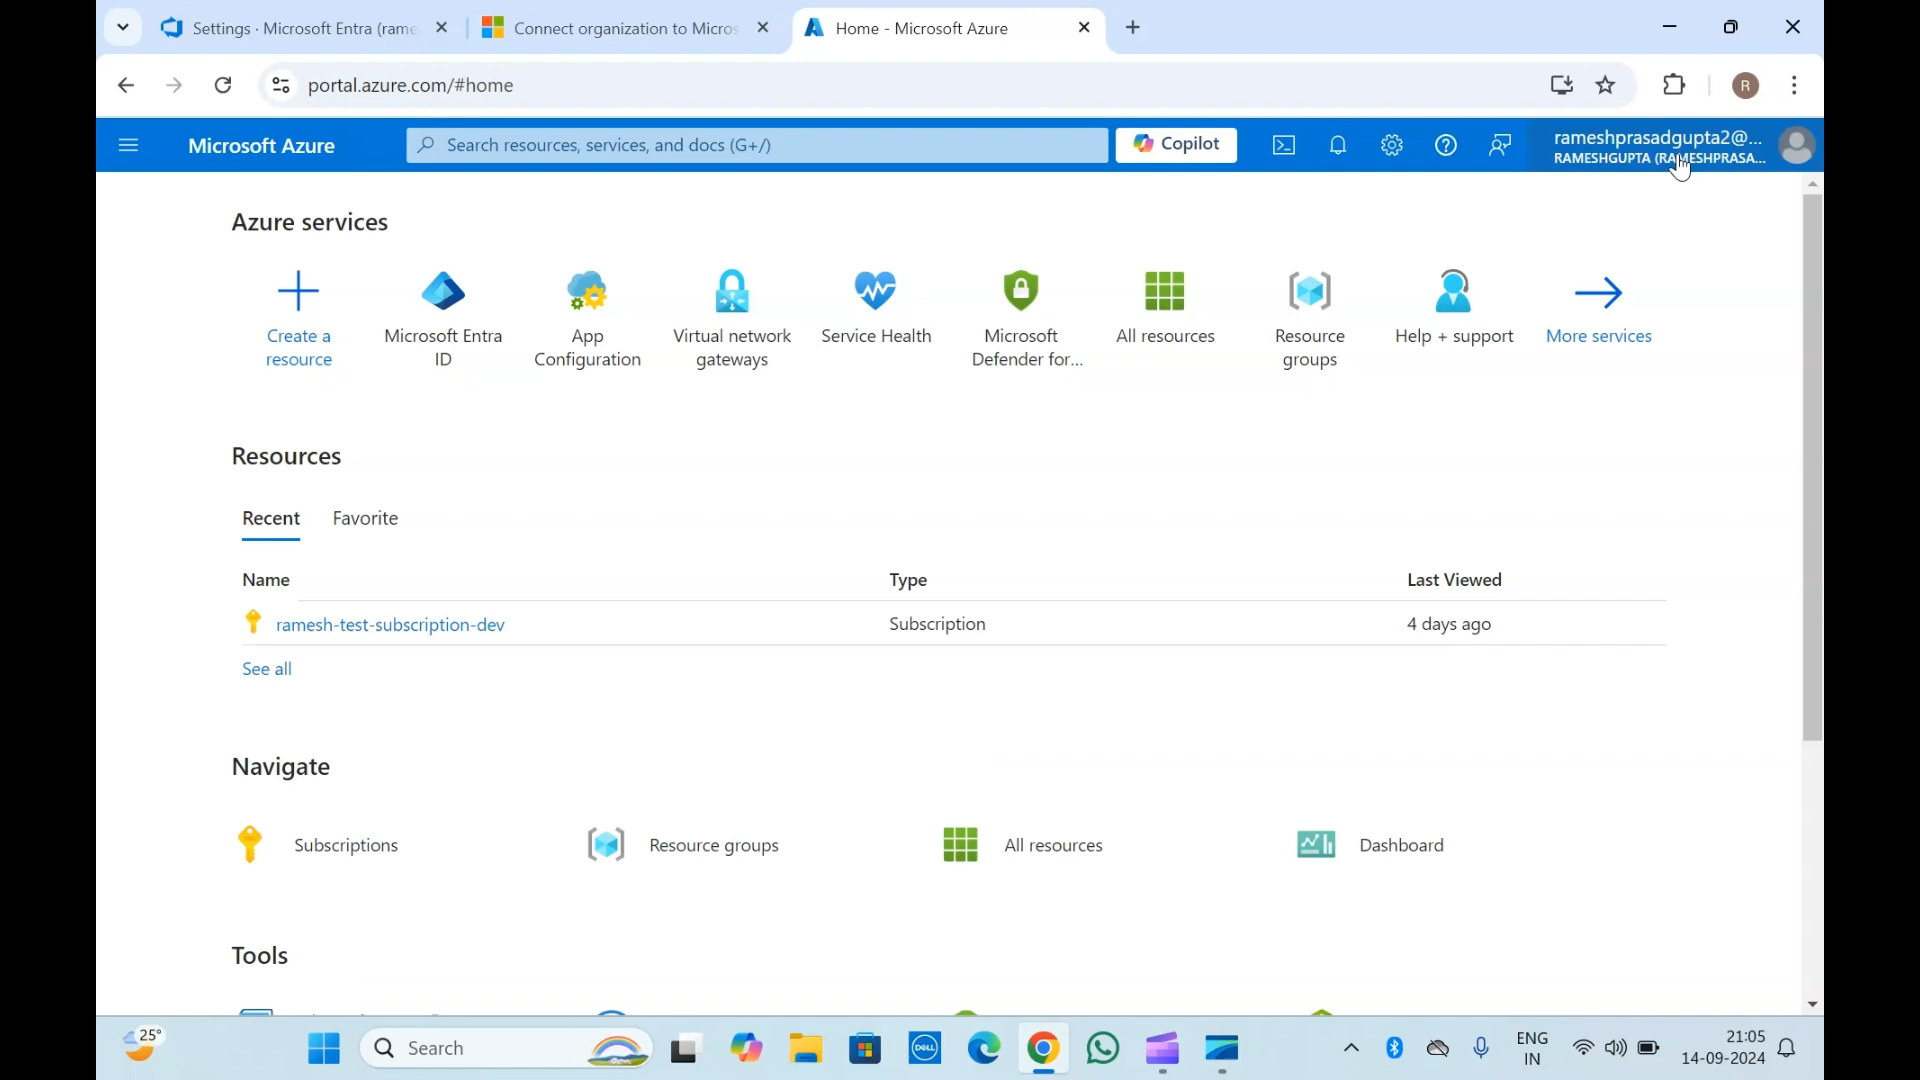 Settings · Microsoft Entra (rame
Connect organization to Micros
Home - Microsoft Azure
portal.azure.com/#home
R
Microsoft Azure
Search resources, services, and docs (G+/)
Copilot
rameshprasadgupta2@...
RAMESHGUPTA (RAMESHPRASA...
Azure services
Create a
resource
Microsoft Entra
ID
App
Configuration
Virtual network
gateways
Service Health
Microsoft
Defender for...
All resources
Resource
groups
Help + support
More services
Resources
Recent
Favorite
Name
Type
Last Viewed
ramesh-test-subscription-dev
Subscription
4 days ago
See all
Navigate
Subscriptions
Resource groups
All resources
Dashboard
Tools
25°
Search
DELL
ENG
IN
21:05
14-09-2024